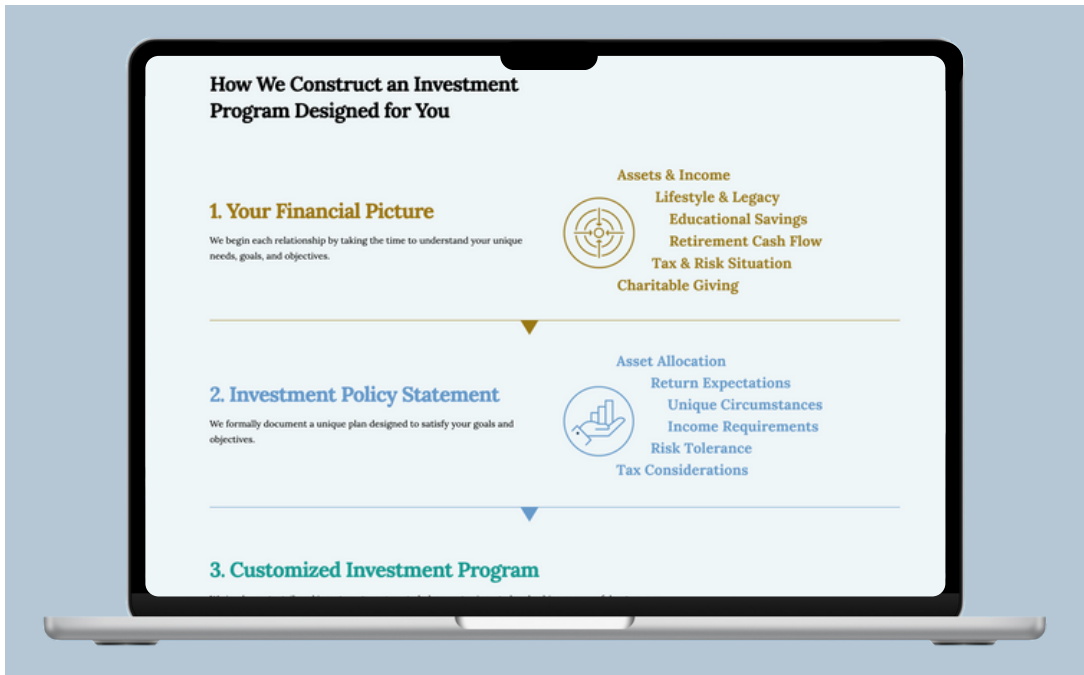 How We Construct an Investment
Program Designed for You
1. Your Financial Picture
We begin each relationship by taking the time to understand your unique
needs, goals, and objectives.
Assets & Income
Lifestyle & Legacy
Educational Savings
Retirement Cash Flow
Tax & Risk Situation
Charitable Giving
2. Investment Policy Statement
We formally document a unique plan designed to satisfy your goals and
objectives.
Asset Allocation
Return Expectations
Unique Circumstances
Income Requirements
Risk Tolerance
Tax Considerations
3. Customized Investment Program